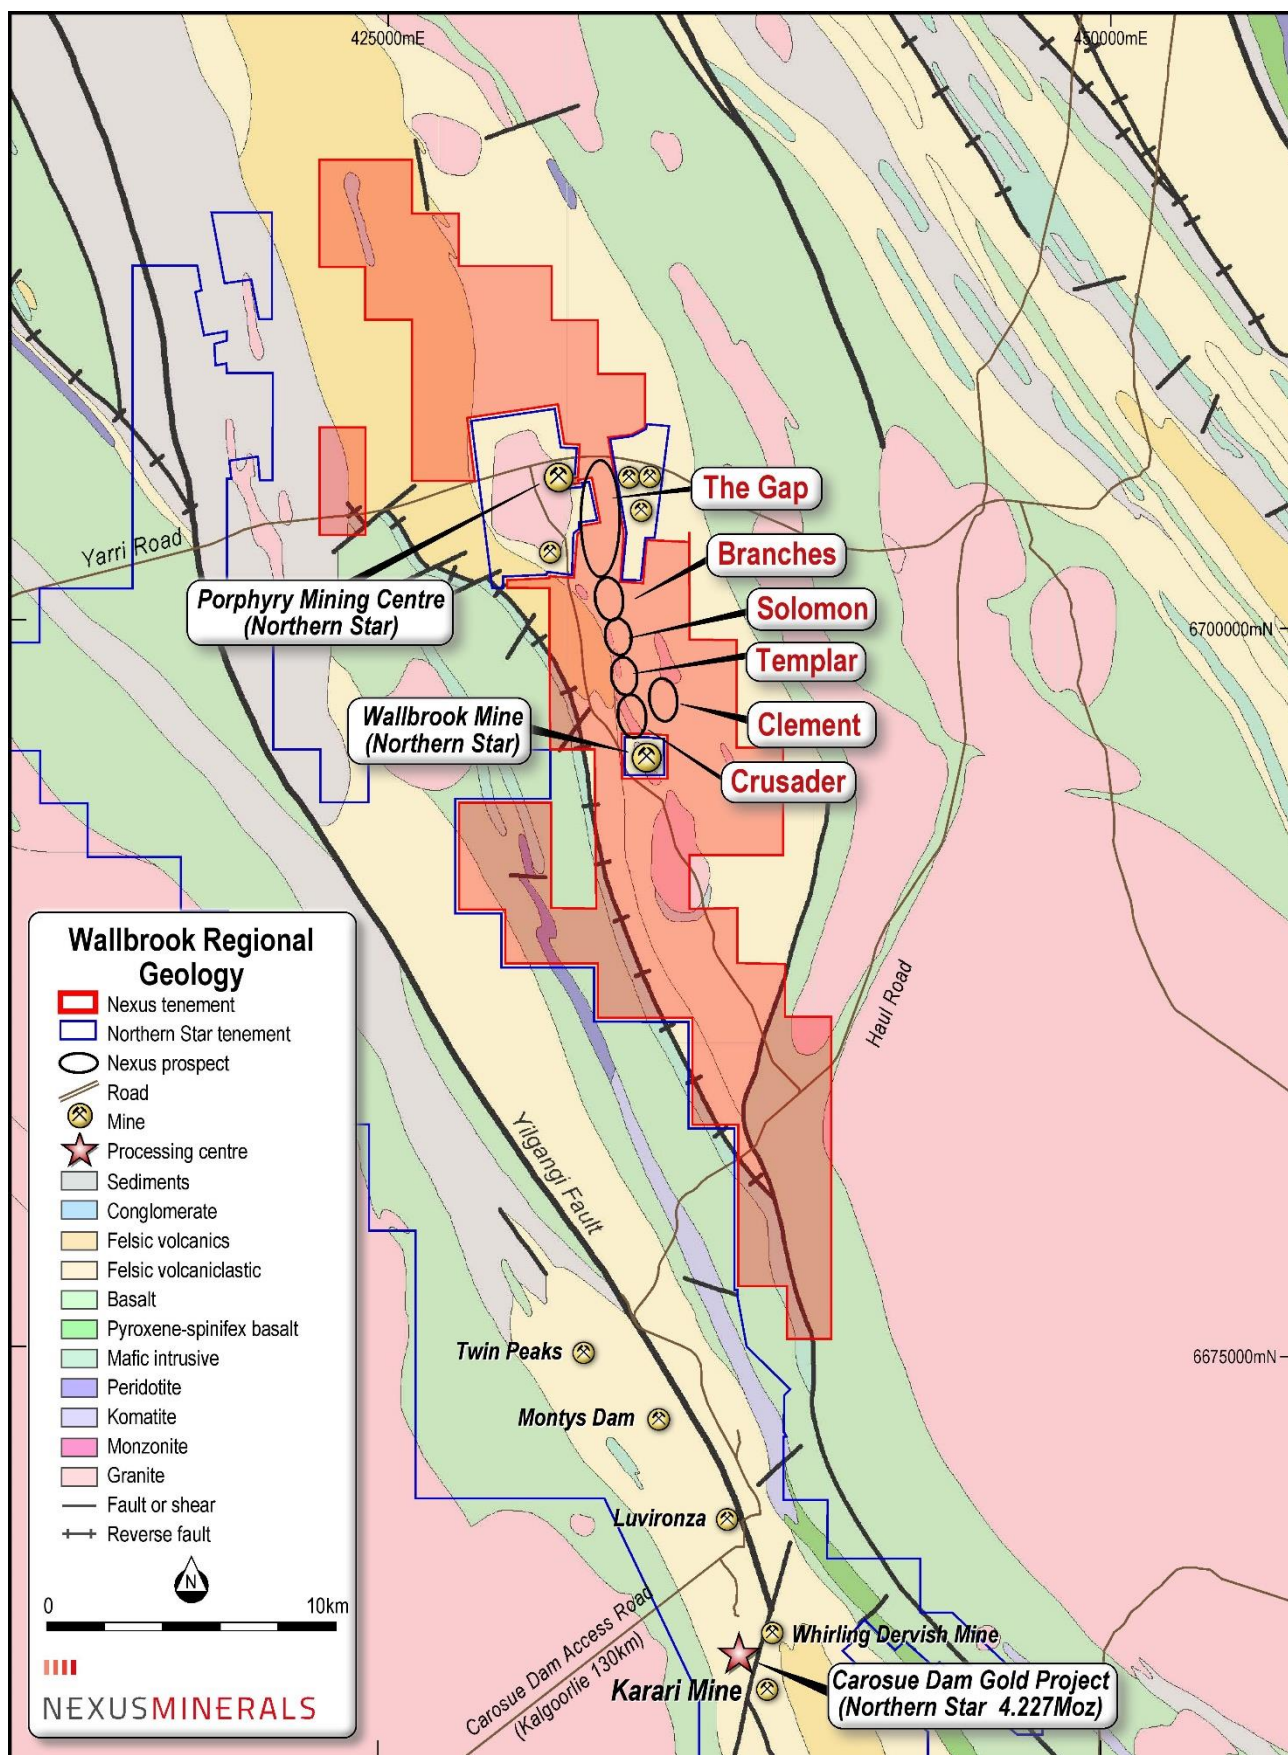 425000mE
450000mE
The Gap
Branches
Solomon
Templar
Clement
Crusader
Yarri Road
Porphyry Mining Centre
(Northern Star)
6700000mN
Wallbrook Mine
(Northern Star)
Haul Road
Yilgangi Fault
Wallbrook Regional
Geology
Nexus tenement
Northern Star tenement
Nexus prospect
Road
Mine
Processing centre
Sediments
Conglomerate
Felsic volcanics
Felsic volcaniclastic
Basalt
Pyroxene-spinifex basalt
Mafic intrusive
Peridotite
Komatite
Monzonite
Granite
Fault or shear
Reverse fault
N
0 10km
NEXUSMINERALS
Twin Peaks
6675000mN
Montys Dam
Luvironza
Carosue Dam Access Road
(Kalgoorlie 130km)
Whirling Dervish Mine
Karari Mine
Carosue Dam Gold Project
(Northern Star 4.227Moz)